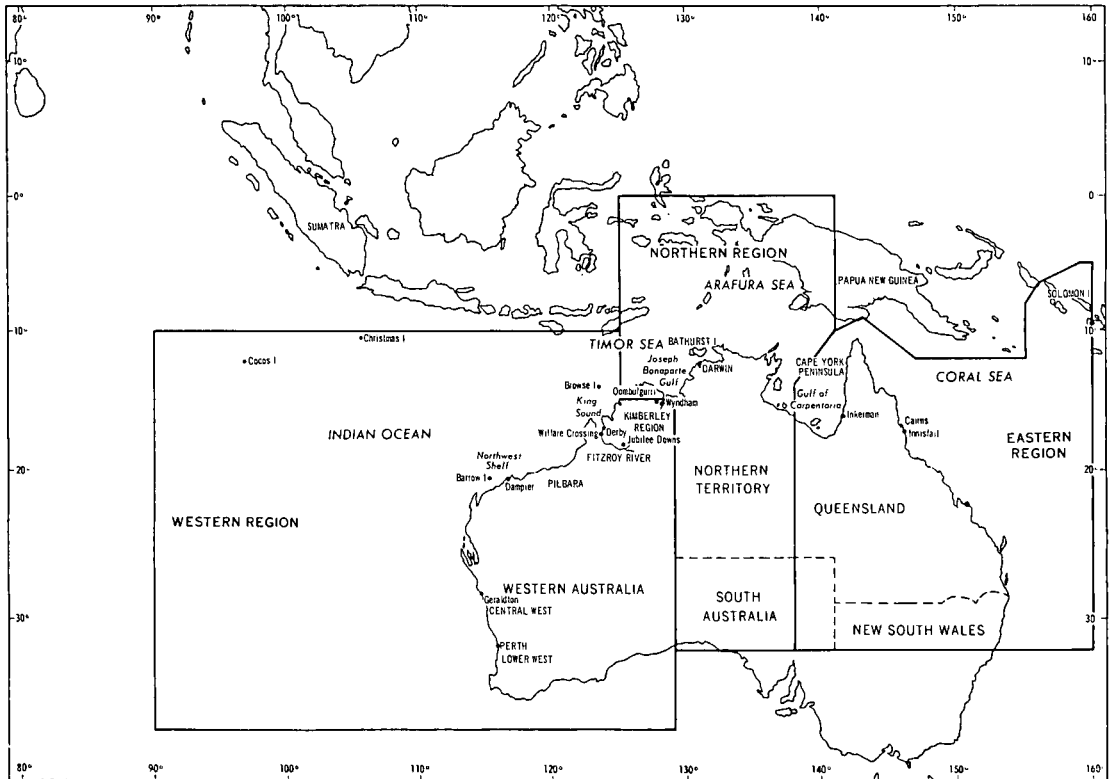 80° 90° 100° 110° 120° 130° 140° 150° 160°
10° 10°
0° 0°
SUMATRA
NORTHERN REGION
ARAFURA SEA
PAPUA NEW GUINEA
SOLOMON I
10° 10°
Christmas I
Cocos I
TIMOR SEA
BATHURST I
DARWIN
Joseph
Bonaparte
Gulf
CAPE YORK
PENINSULA
CORAL SEA
Browse I
Oombulgurri
Wyndham
Gulf of
Carpentaria
King
Sound
KIMBERLEY
REGION
Inkerman
Cairns
Innisfail
INDIAN OCEAN
Willare Crossing
Derby
Jubilee Downs
FITZROY RIVER
EASTERN
REGION
20° 20°
Northwest
Shelf
Barrow I
Dampier
PILBARA
NORTHERN
TERRITORY
QUEENSLAND
WESTERN REGION
WESTERN AUSTRALIA
Geraldton
CENTRAL WEST
SOUTH
AUSTRALIA
NEW SOUTH WALES
30° 30
PERTH
LOWER WEST
80° 90° 100° 110° 120° 130° 140° 150° 160°